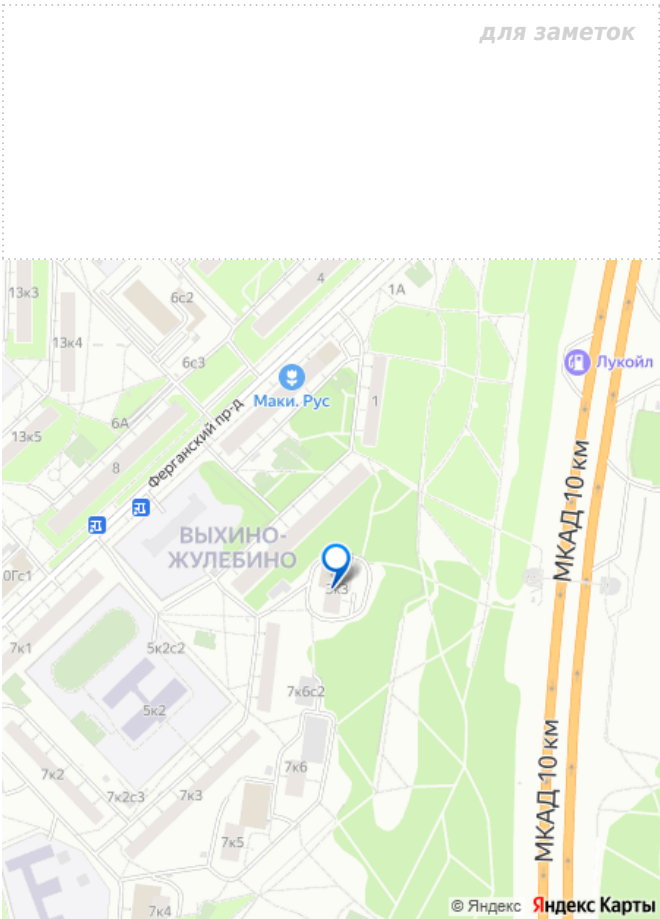 для заметок
4
1А
13к3
6с2
13к4
6с3
Лукойл
Маки. Рус
1
6А
13к5
8
Ферганский пр-д
МКАД 10 км
ВЫХИНО-
ЖУЛЕБИНО
0Гс1
3к3
7к1
5к2с2
7к6с2
5к2
МКАД 10 км
7к2
7к6
7к2с3
7к3
7к5
7к4
© Яндекс Яндекс Карты